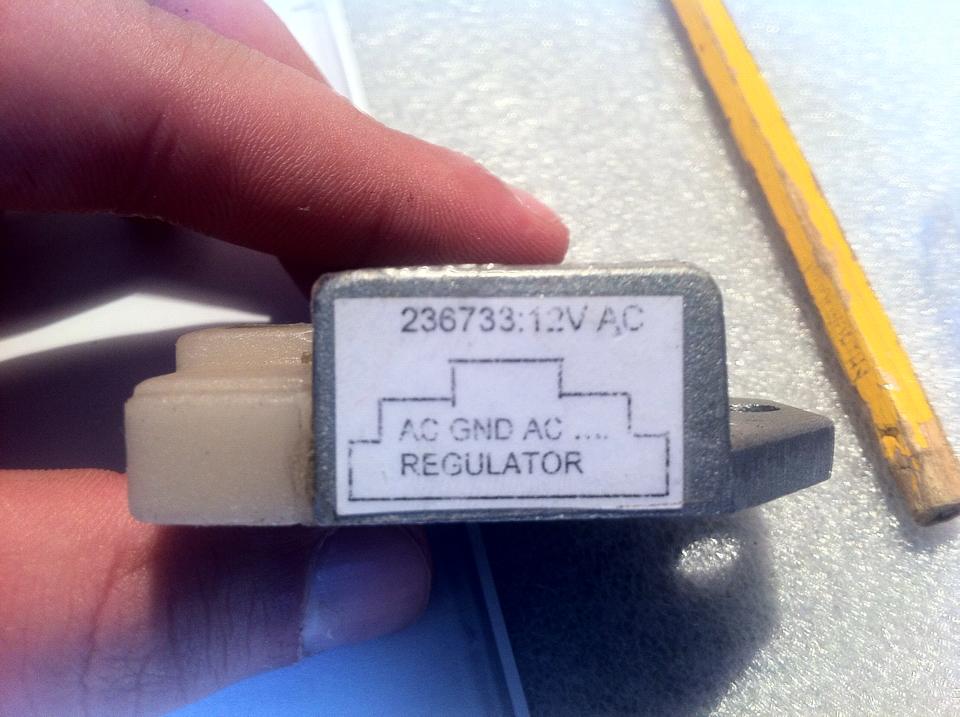 236733:12V AC
AC GND AC ....
REGULATOR